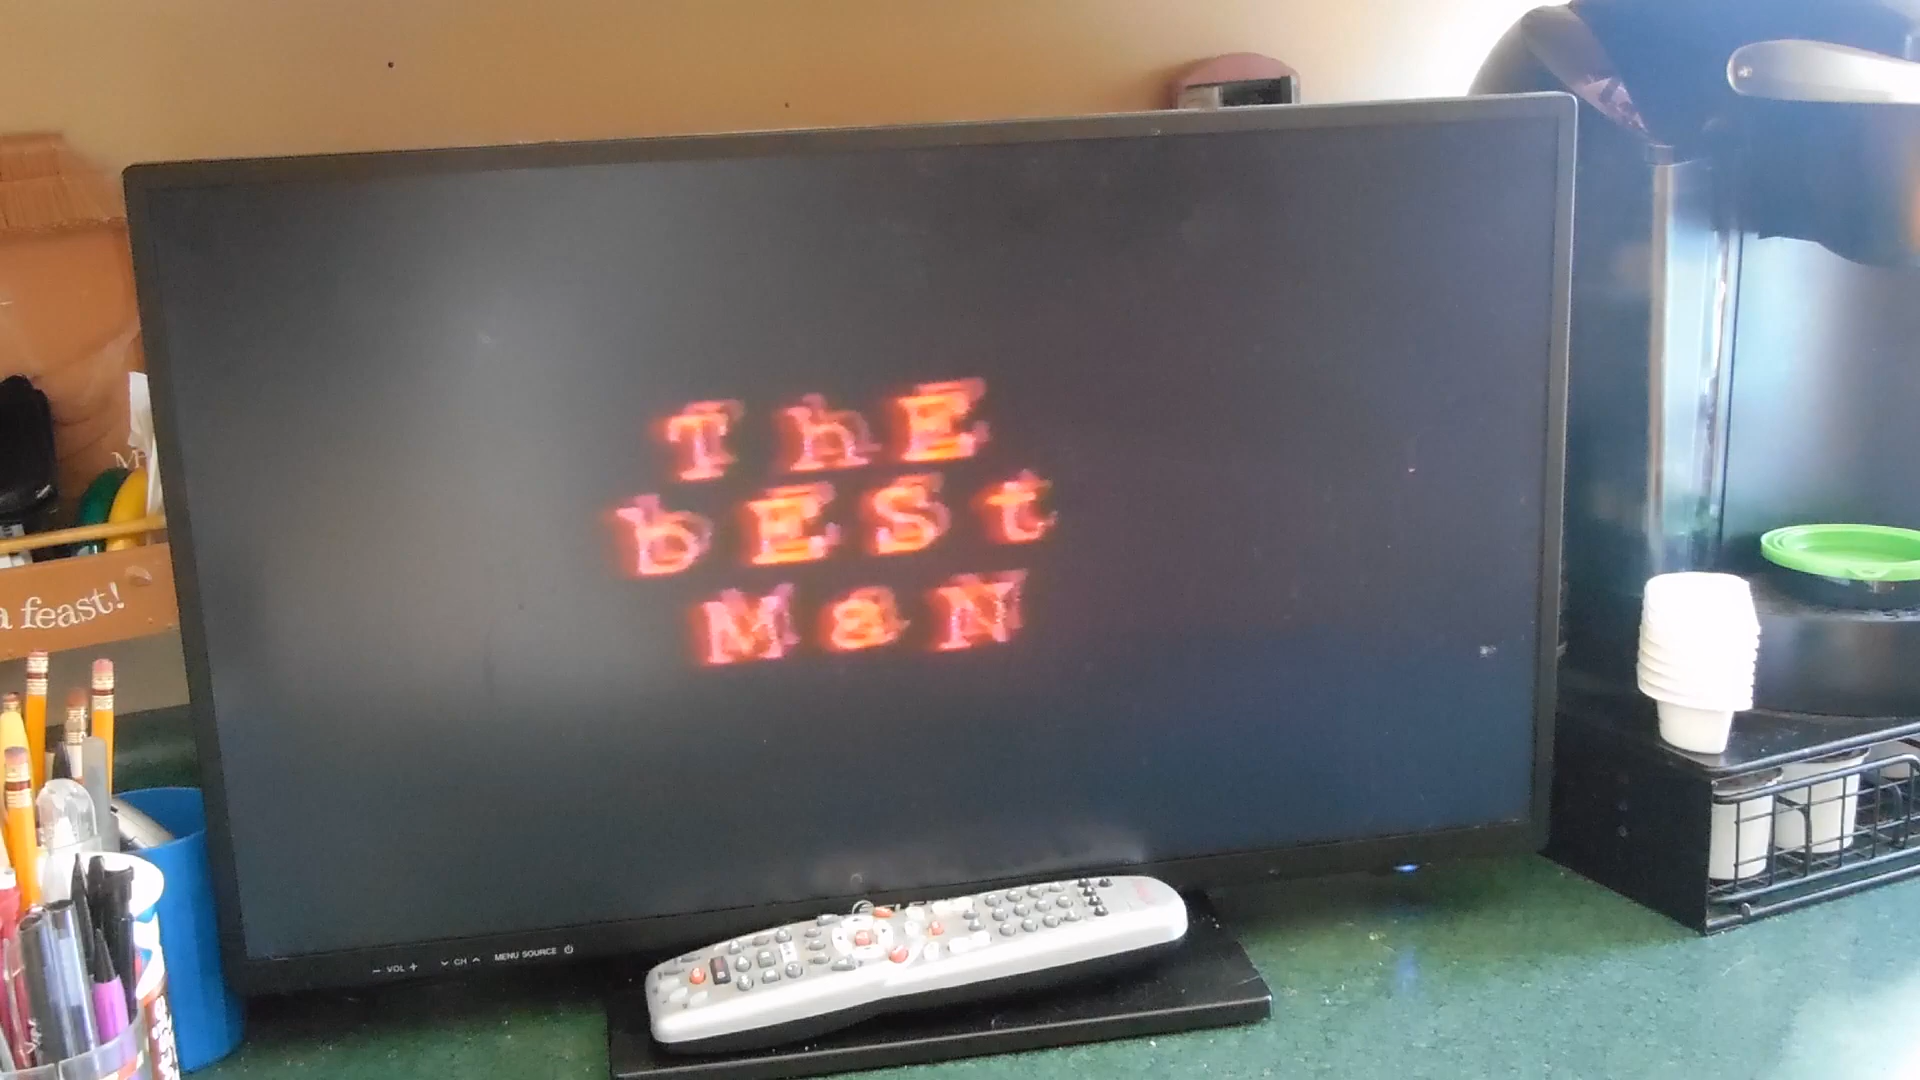 ThE
bESt
MaN
a feast!
– VOL + CH MENU SOURCE